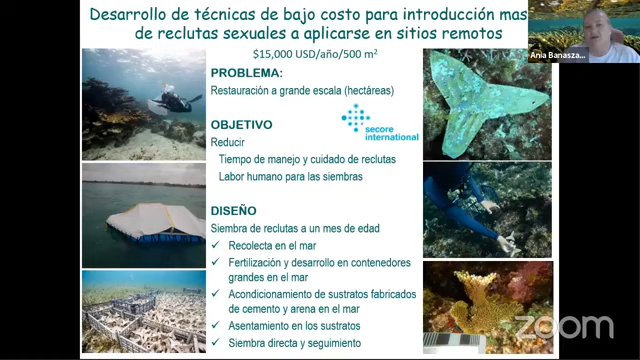 Desarrollo de técnicas de bajo costo para introducción mas
de reclutas sexuales a aplicarse en sitios remotos
$15,000 USD/año/500 m²
Ania Banasza...
PROBLEMA:
Restauración a grande escala (hectáreas)
secore
international
OBJETIVO
Reducir
Tiempo de manejo y cuidado de reclutas
Labor humano para las siembras
DISEÑO
Siembra de reclutas a un mes de edad
✓ Recolecta en el mar
✓ Fertilización y desarrollo en contenedores
grandes en el mar
✓ Acondicionamiento de sustratos fabricados
de cemento y arena en el mar
✓ Asentamiento en los sustratos
✓ Siembra directa y seguimiento
zoom